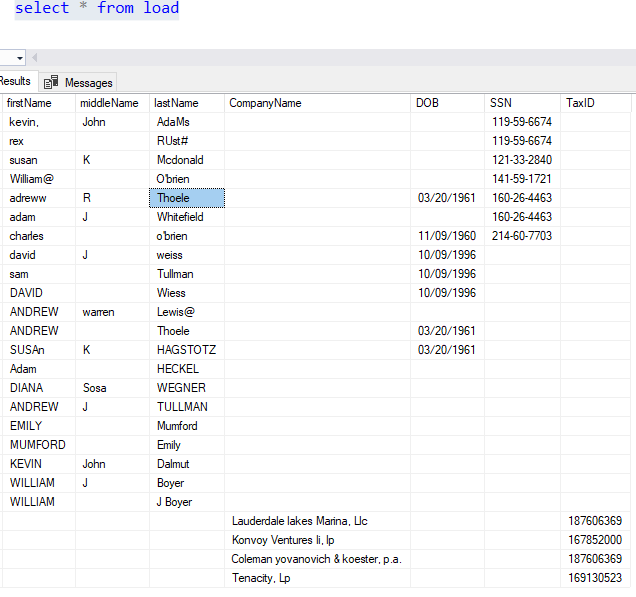 select * from load
Results Messages
firstName middleName lastName CompanyName DOB SSN TaxID
kevin, John AdaMs 119-59-6674
rex RUst# 119-59-6674
susan K Mcdonald 121-33-2840
William@ O'brien 141-59-1721
adreww R Thoele 03/20/1961 160-26-4463
adam J Whitefield 160-26-4463
charles o'brien 11/09/1960 214-60-7703
david J weiss 10/09/1996
sam Tullman 10/09/1996
DAVID Wiess 10/09/1996
ANDREW warren Lewis@
ANDREW Thoele 03/20/1961
SUSAn K HAGSTOTZ 03/20/1961
Adam HECKEL
DIANA Sosa WEGNER
ANDREW J TULLMAN
EMILY Mumford
MUMFORD Emily
KEVIN John Dalmut
WILLIAM J Boyer
WILLIAM J Boyer
Lauderdale lakes Marina, Llc 187606369
Konvoy Ventures Ii, lp 167852000
Coleman yovanovich & koester, p.a. 187606369
Tenacity, Lp 169130523